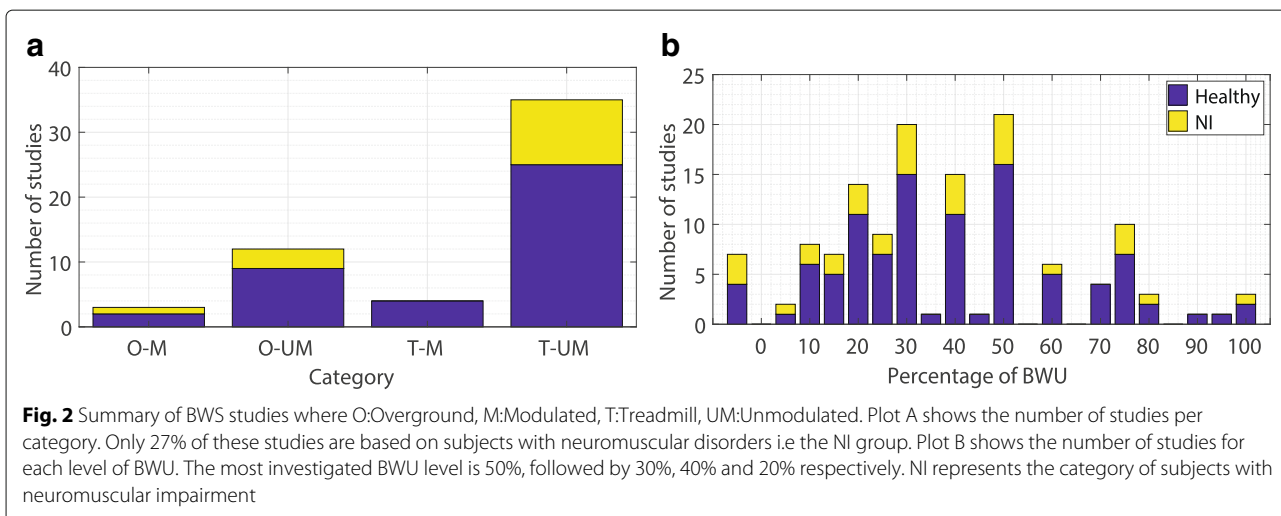 a
40
30
20
10
0
Number of studies
O-M O-UM T-M T-UM
Category
b
25
20
15
10
5
0
Number of studies
Healthy
NI
0 10 20 30 40 50 60 70 80 90 100
Percentage of BWU
Fig. 2 Summary of BWS studies where O:Overground, M:Modulated, T:Treadmill, UM:Unmodulated. Plot A shows the number of studies per
category. Only 27% of these studies are based on subjects with neuromuscular disorders i.e the NI group. Plot B shows the number of studies for
each level of BWU. The most investigated BWU level is 50%, followed by 30%, 40% and 20% respectively. NI represents the category of subjects with
neuromuscular impairment